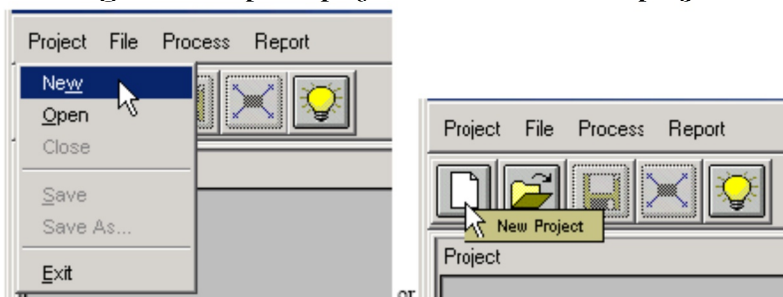 Project File Process Report
New
Open
Close
Save
Save As...
Exit
or
Project File Process Report
New Project
Project